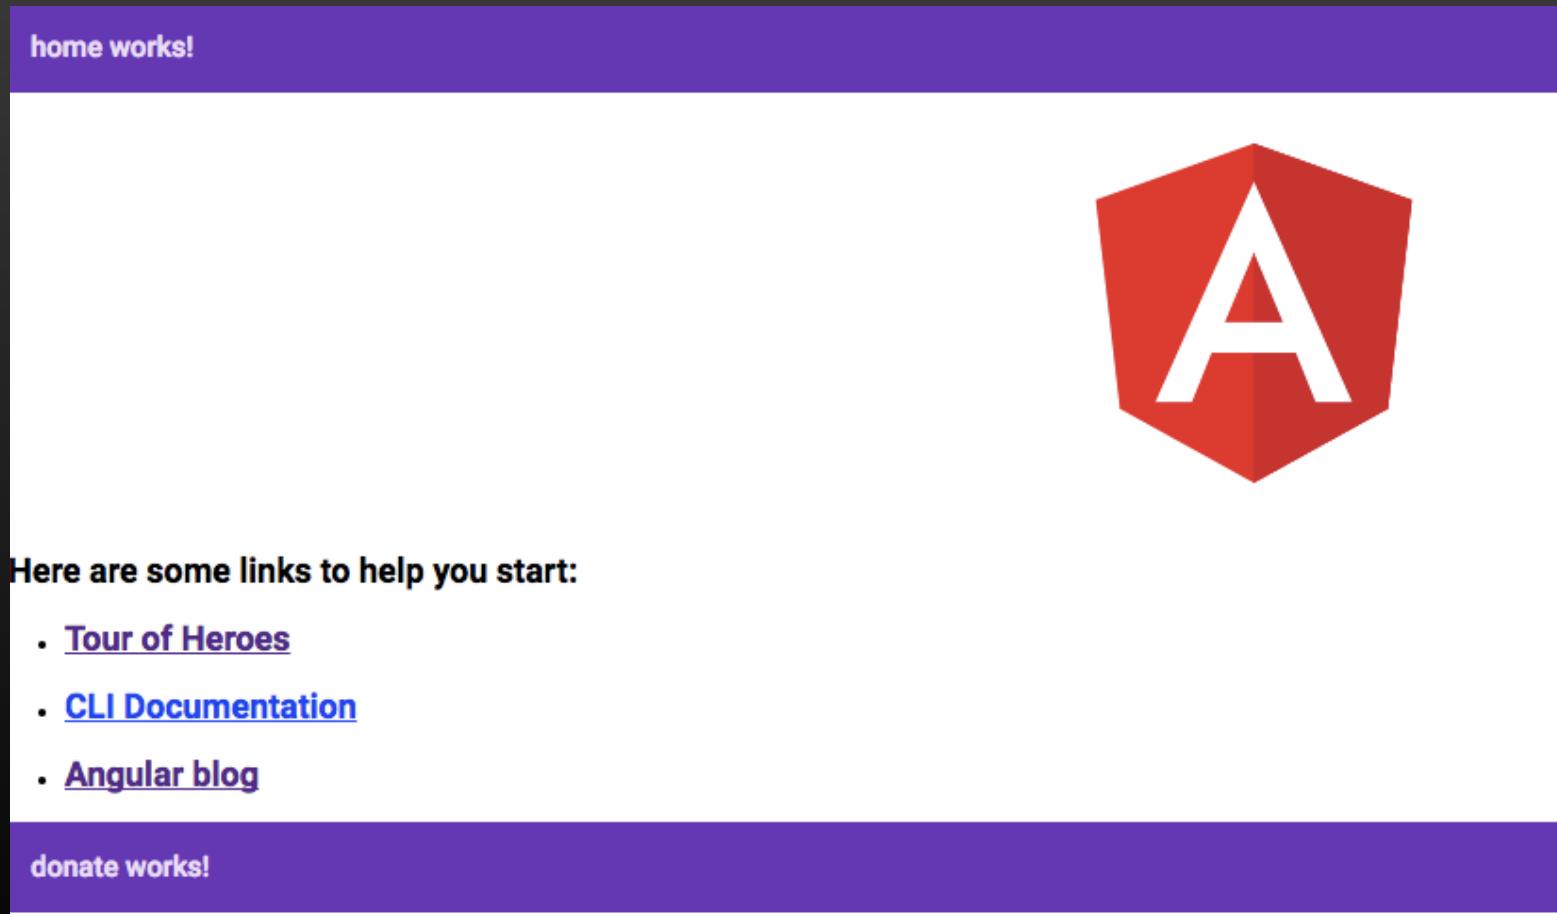 home works!
A
Here are some links to help you start:
Tour of Heroes
CLI Documentation
Angular blog
donate works!